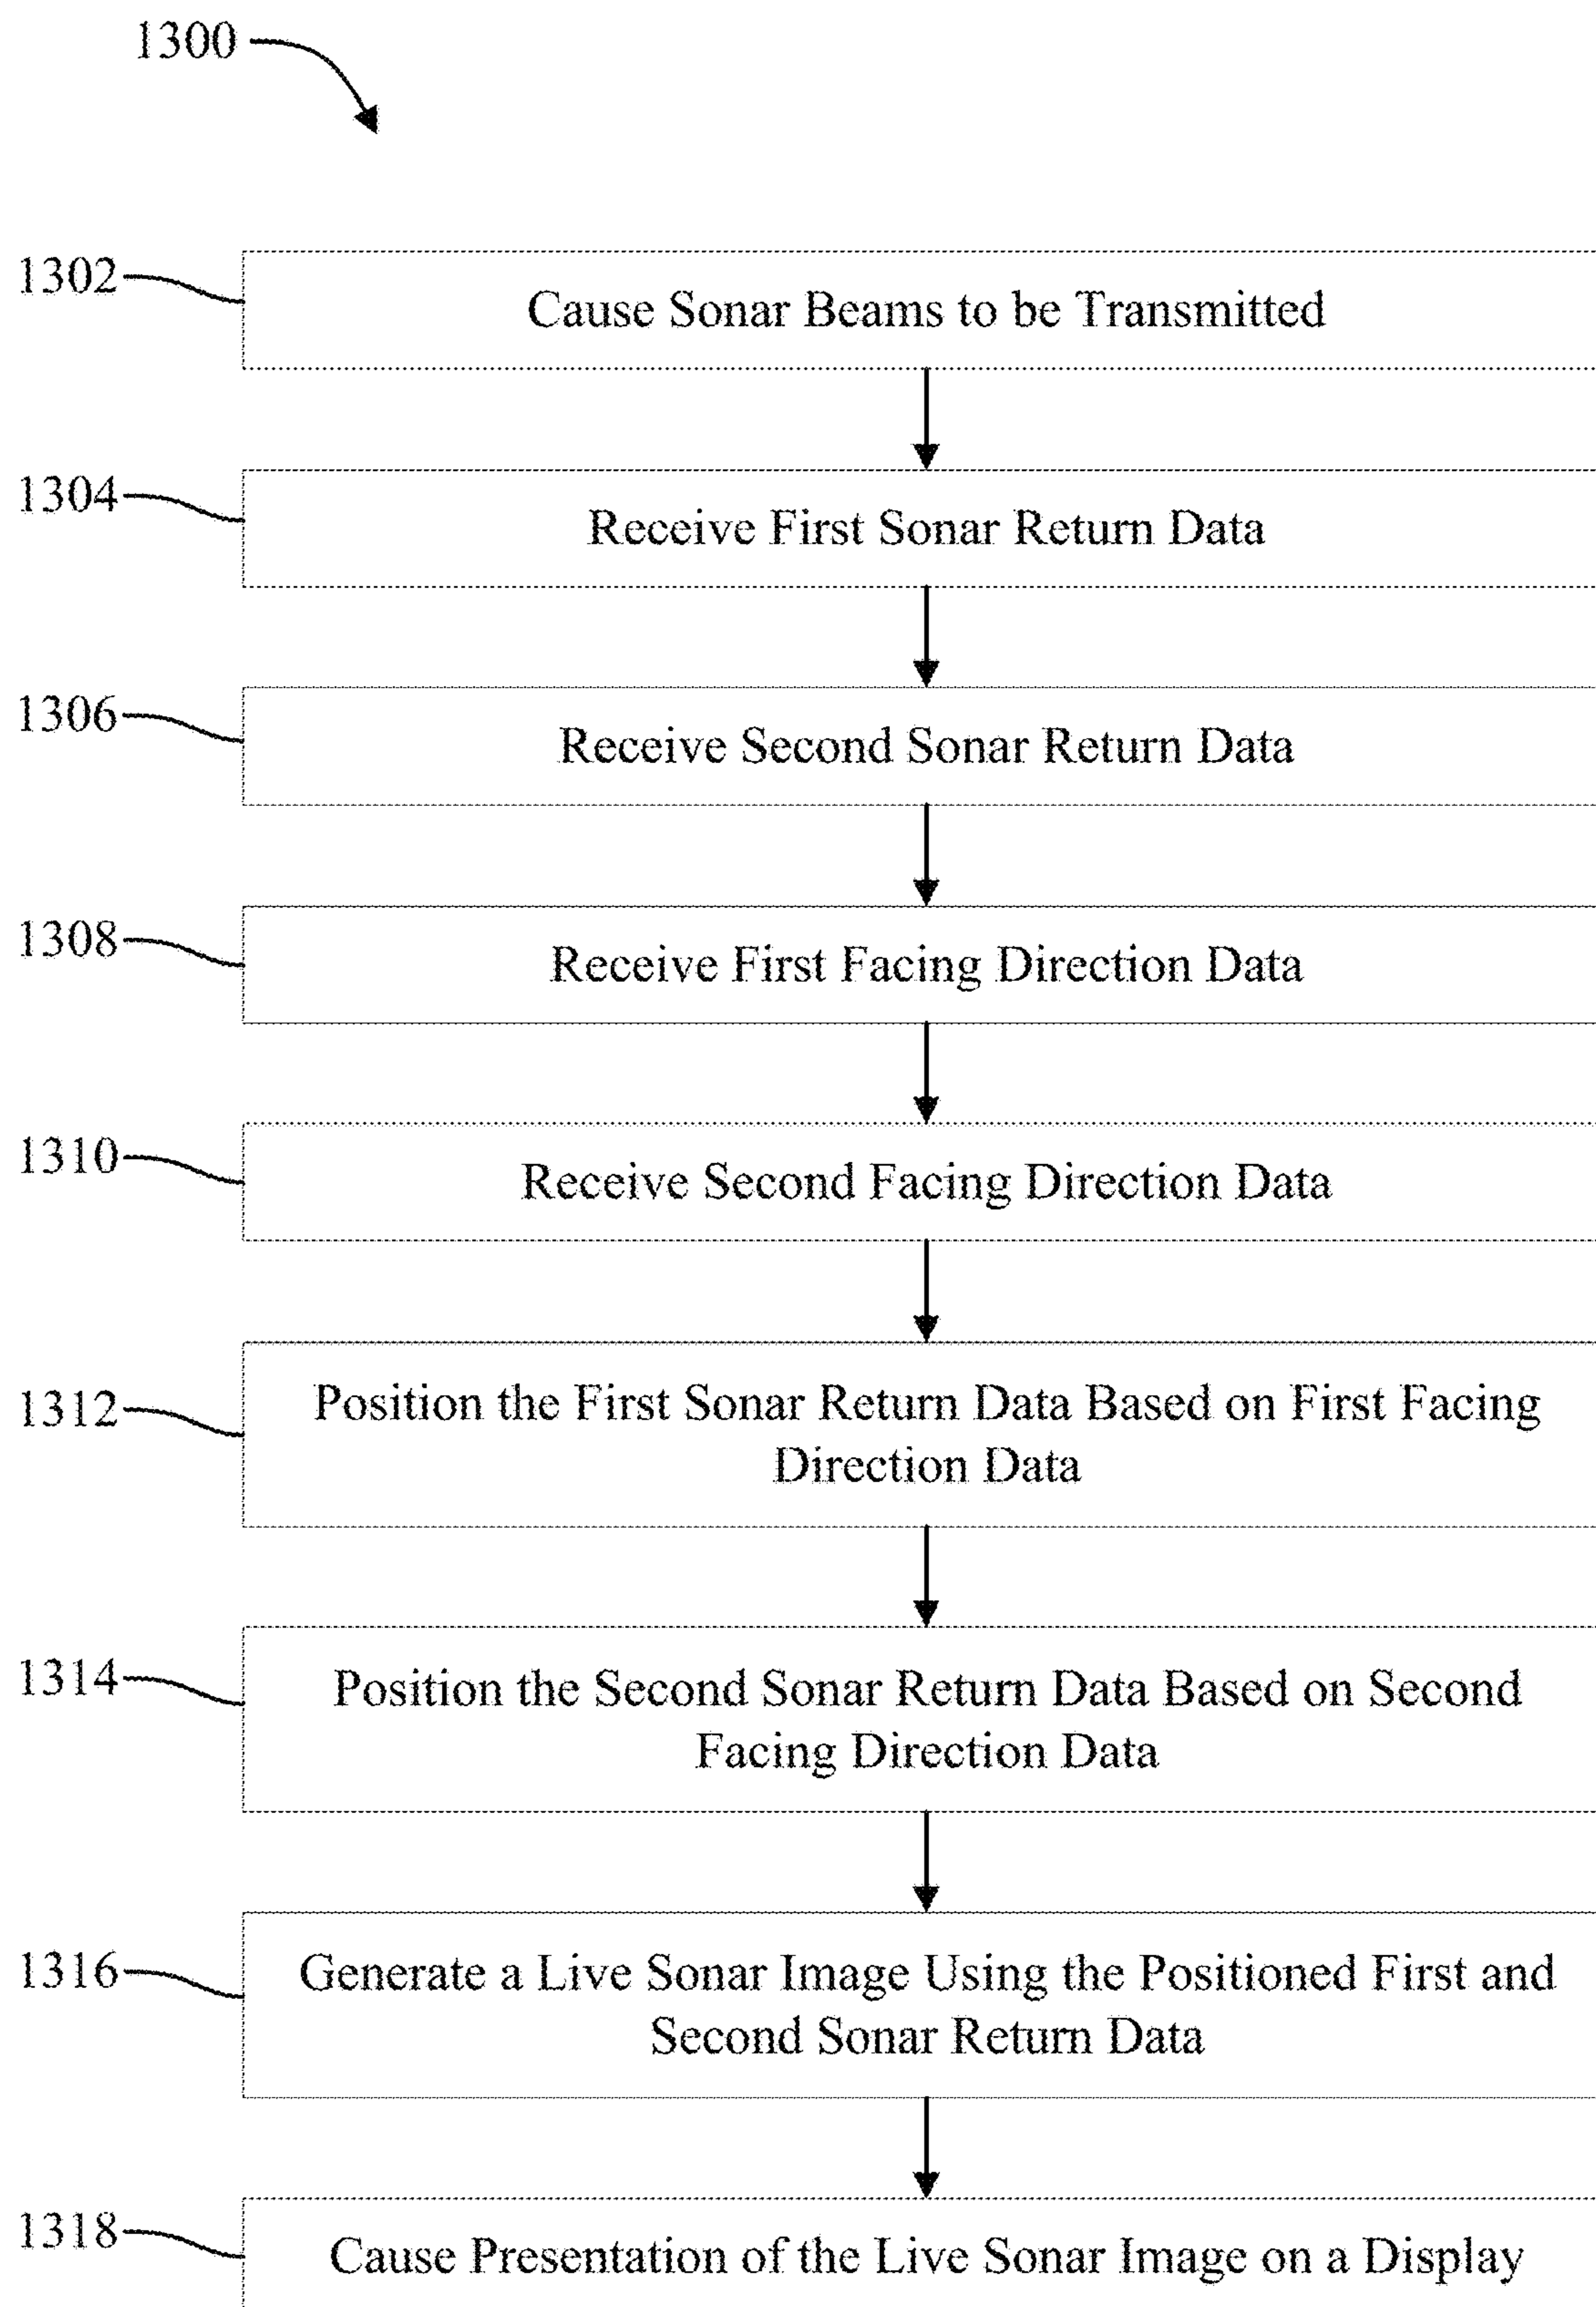 1300
1302
Cause Sonar Beams to be Transmitted
1304
Receive First Sonar Return Data
1306
Receive Second Sonar Return Data
1308
Receive First Facing Direction Data
1310
Receive Second Facing Direction Data
1312
Position the First Sonar Return Data Based on First Facing
Direction Data
1314
Position the Second Sonar Return Data Based on Second
Facing Direction Data
1316
Generate a Live Sonar Image Using the Positioned First and
Second Sonar Return Data
1318
Cause Presentation of the Live Sonar Image on a Display